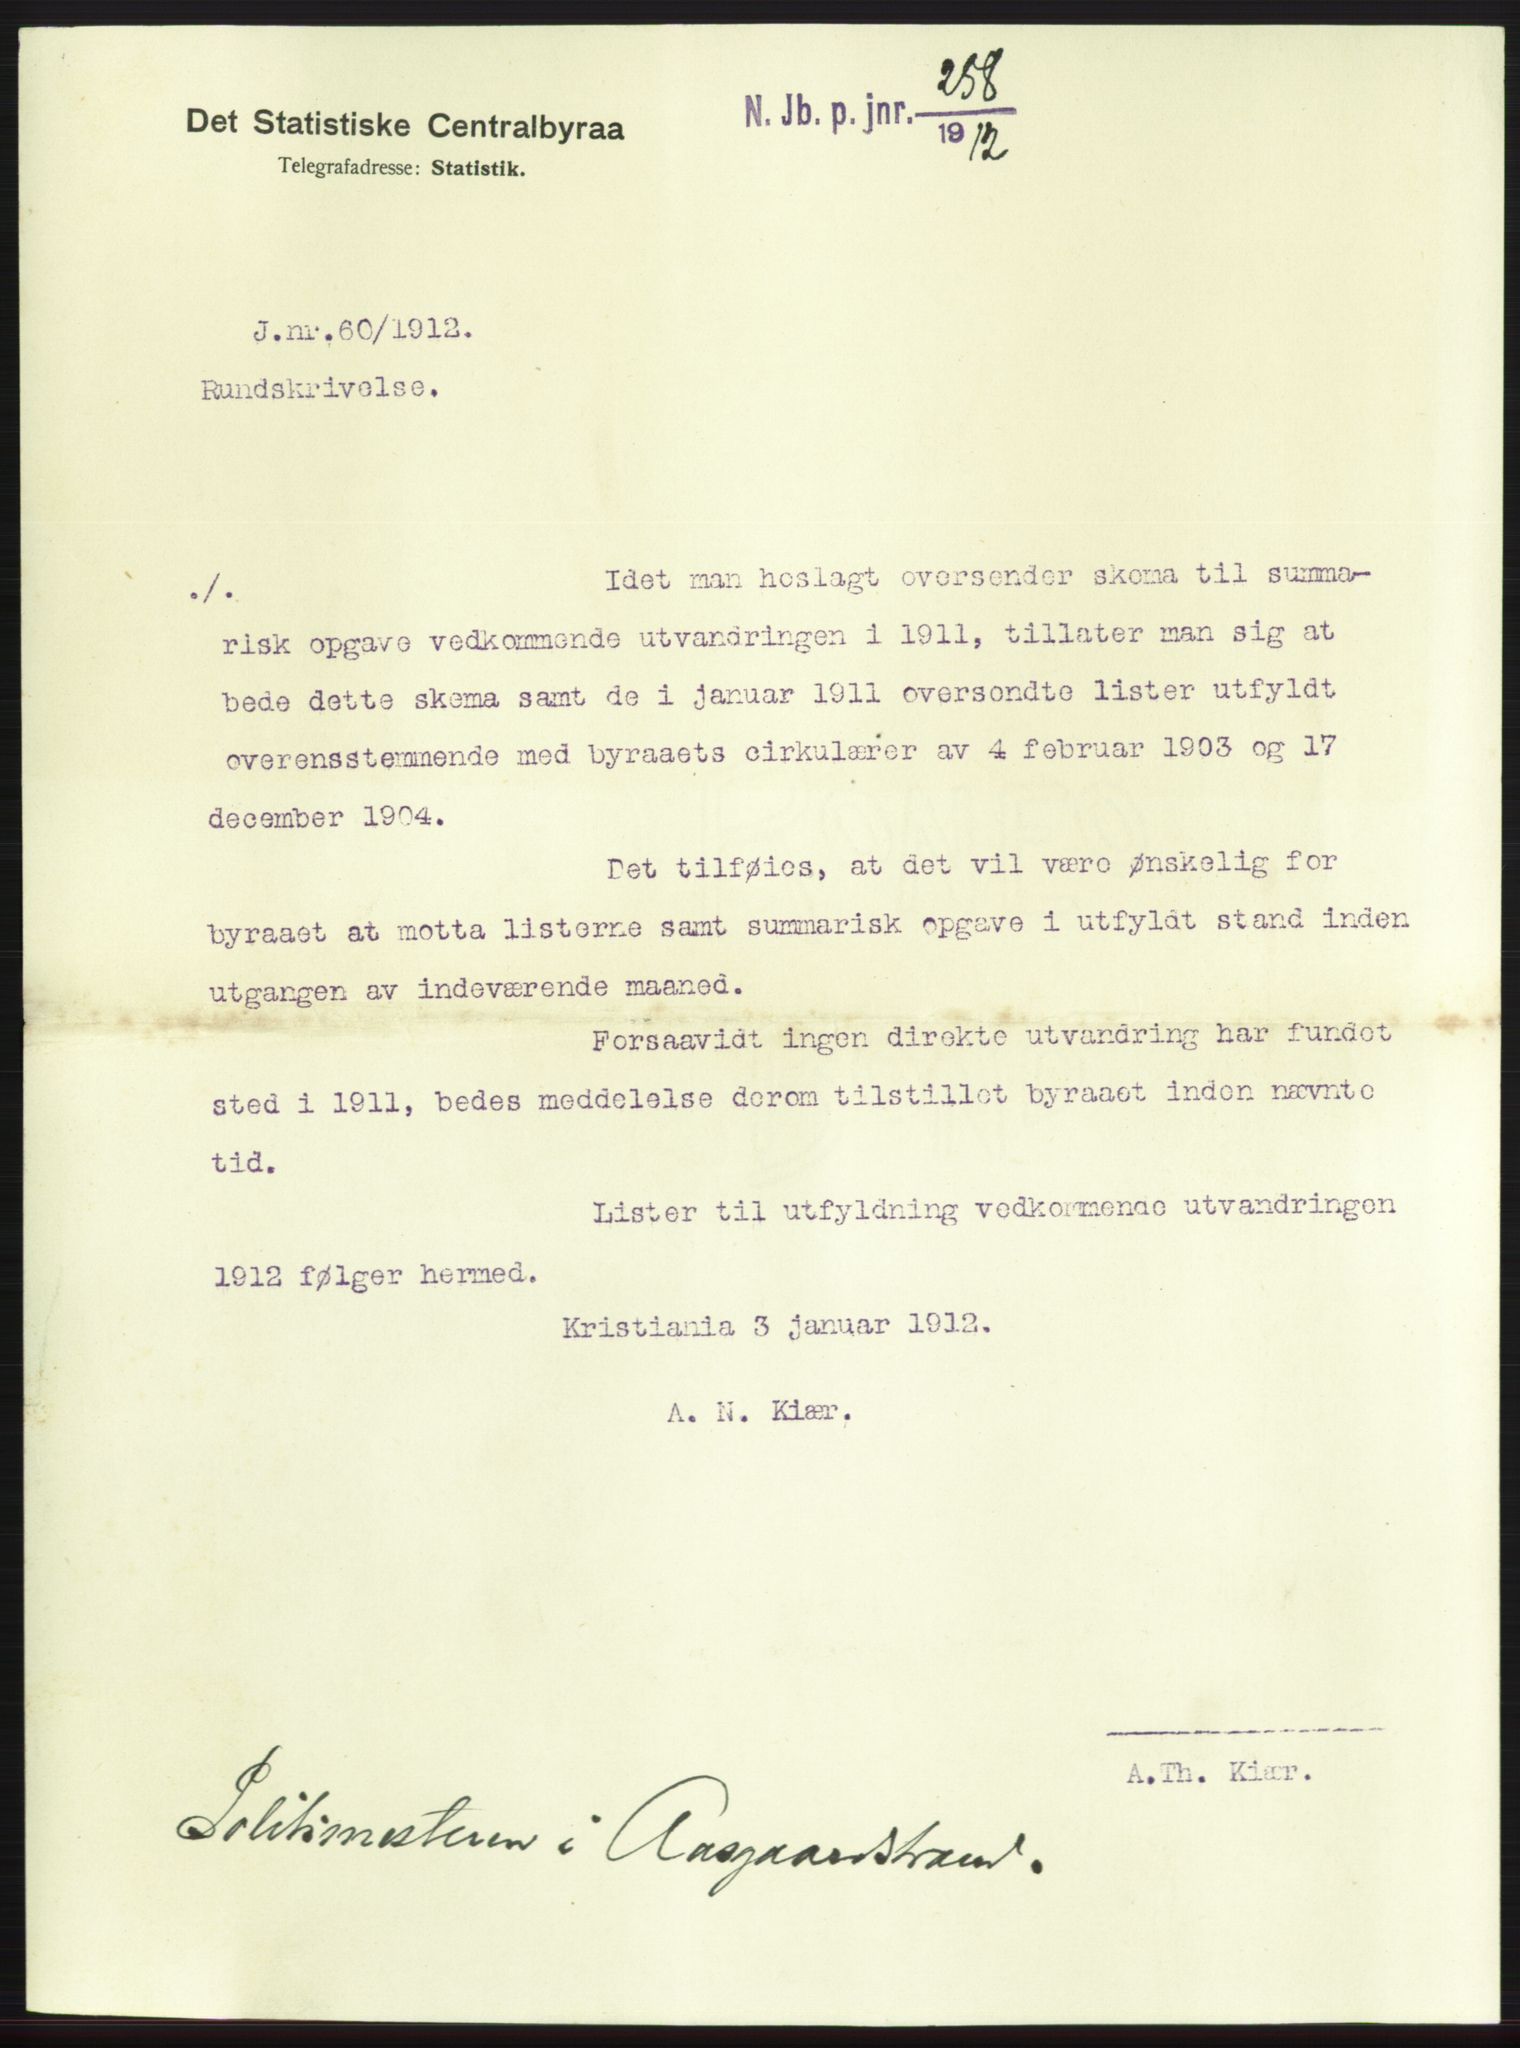 Det Statistiske Centralbyraa
Telegrafadresse: Statistik.
N. Jb. p. jnr. 258
1912
J.nr.60/1912.
Rundskrivelse.
./. Idet man hoslagt oversender skema til summa-
risk opgave vedkommende utvandringen i 1911, tillater man sig at
bede dette skema samt de i januar 1911 oversendte lister utfyldt
overensstemmende med byraaets cirkulærer av 4 februar 1903 og 17
december 1904.
Det tilføies, at det vil være ønskelig for
byraaet at motta listerne samt summarisk opgave i utfyldt stand inden
utgangen av indeværende maaned.
Forsaavidt ingen direkte utvandring har fundet
sted i 1911, bedes meddelelse derom tilstillet byraaet inden nævnte
tid.
Lister til utfyldning vedkommende utvandringen
1912 følger hermed.
Kristiania 3 januar 1912.
A. N. Kiær.
A.Th. Kiær.
Politimesteren i Aasgaardstrand.